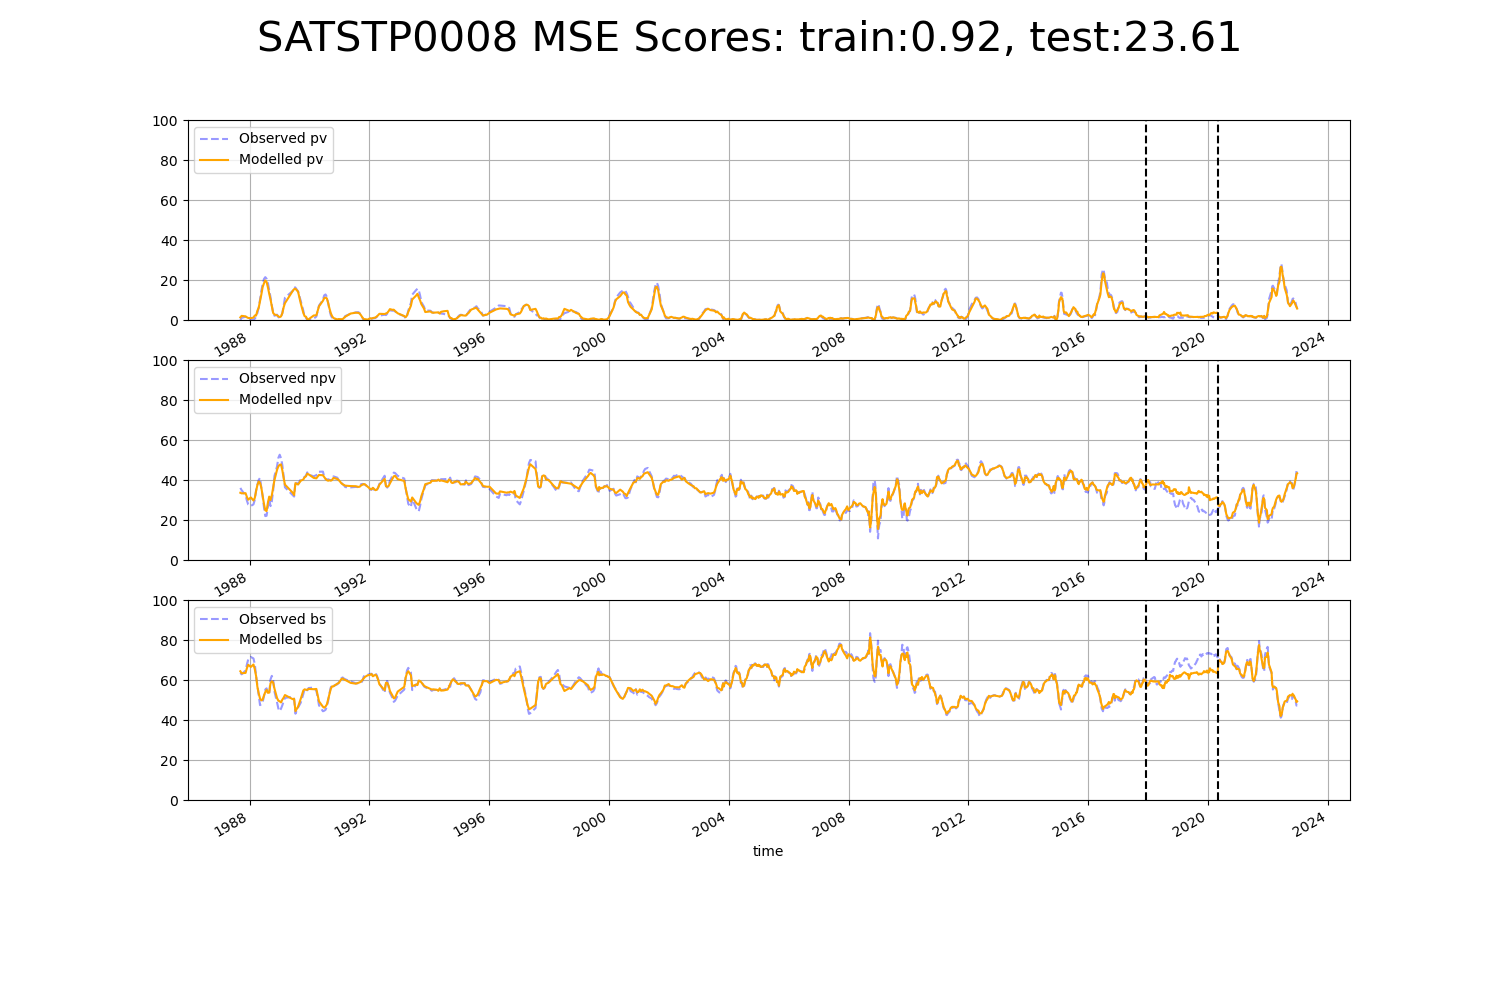 SATSTP0008 MSE Scores: train:0.92, test:23.61
100
80
60
40
20
0
Observed pv
Modelled pv
1988 1992 1996 2000 2004 2008 2012 2016 2020 2024
100
80
60
40
20
0
Observed npv
Modelled npv
1988 1992 1996 2000 2004 2008 2012 2016 2020 2024
100
80
60
40
20
0
Observed bs
Modelled bs
1988 1992 1996 2000 2004 2008 2012 2016 2020 2024
time